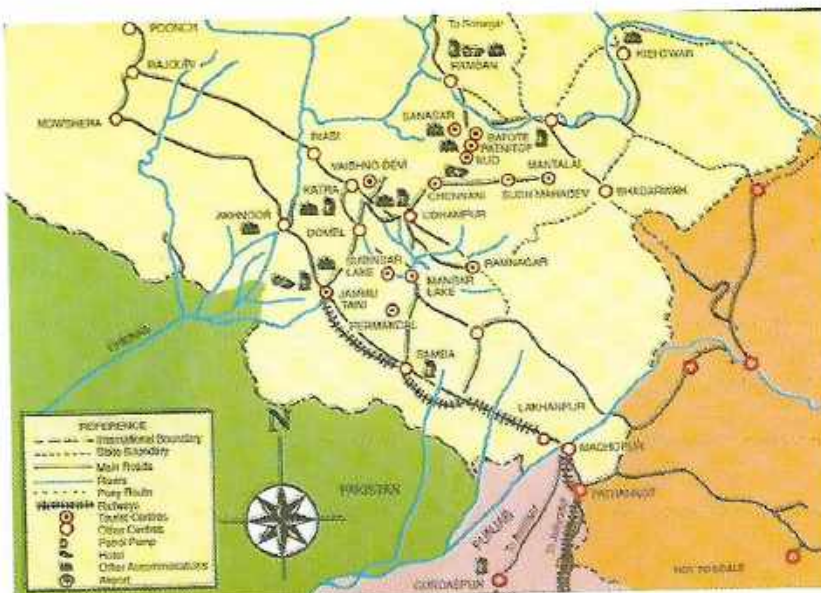 POONCH
RAJOURI
NOWSHERA
To Srinagar
RAMBAN
KISHTWAR
SANASAR
BATOTE
PATNITOP
KUD
REASI
VAISHNO DEVI
KATRA
MANTALAI
CHENNANI
SUDH MAHADEV
BHADARWAH
UDHAMPUR
AKHNOOR
DOMEL
SURINSAR
LAKE
RAMNAGAR
MANSAR
LAKE
JAMMU
TAWI
PERMANDAL
CHENAB
SAMBA
LAKHANPUR
MADHOPUR
PATHANKOT
PAKISTAN
PUNJAB
GURDASPUR
NOT TO SCALE
N
REFERENCE
International Boundary
State Boundary
Main Roads
Rivers
Pony Route
Railways
Tourist Centres
Other Centres
Petrol Pump
Hotel
Other Accommodations
Airport